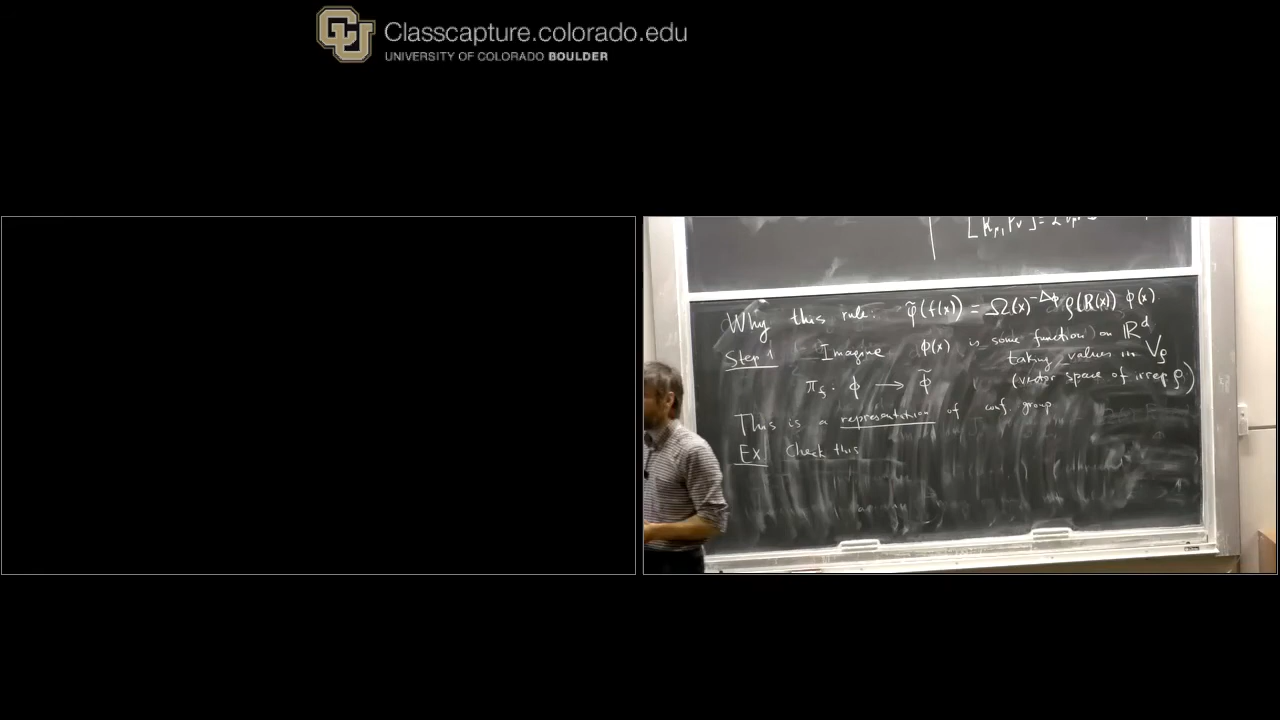 Classcapture.colorado.edu
UNIVERSITY OF COLORADO BOULDER
Why this rule: φ̃(f(x)) = Ω(x)^{-Δ_φ} ρ(R(x)) φ(x)
Step 1 Imagine φ(x) is some function on ℝ^d
taking values in V_ρ
(vector space of irrep ρ)
π_f: φ → φ̃
This is a representation of conf. group
Ex Check this